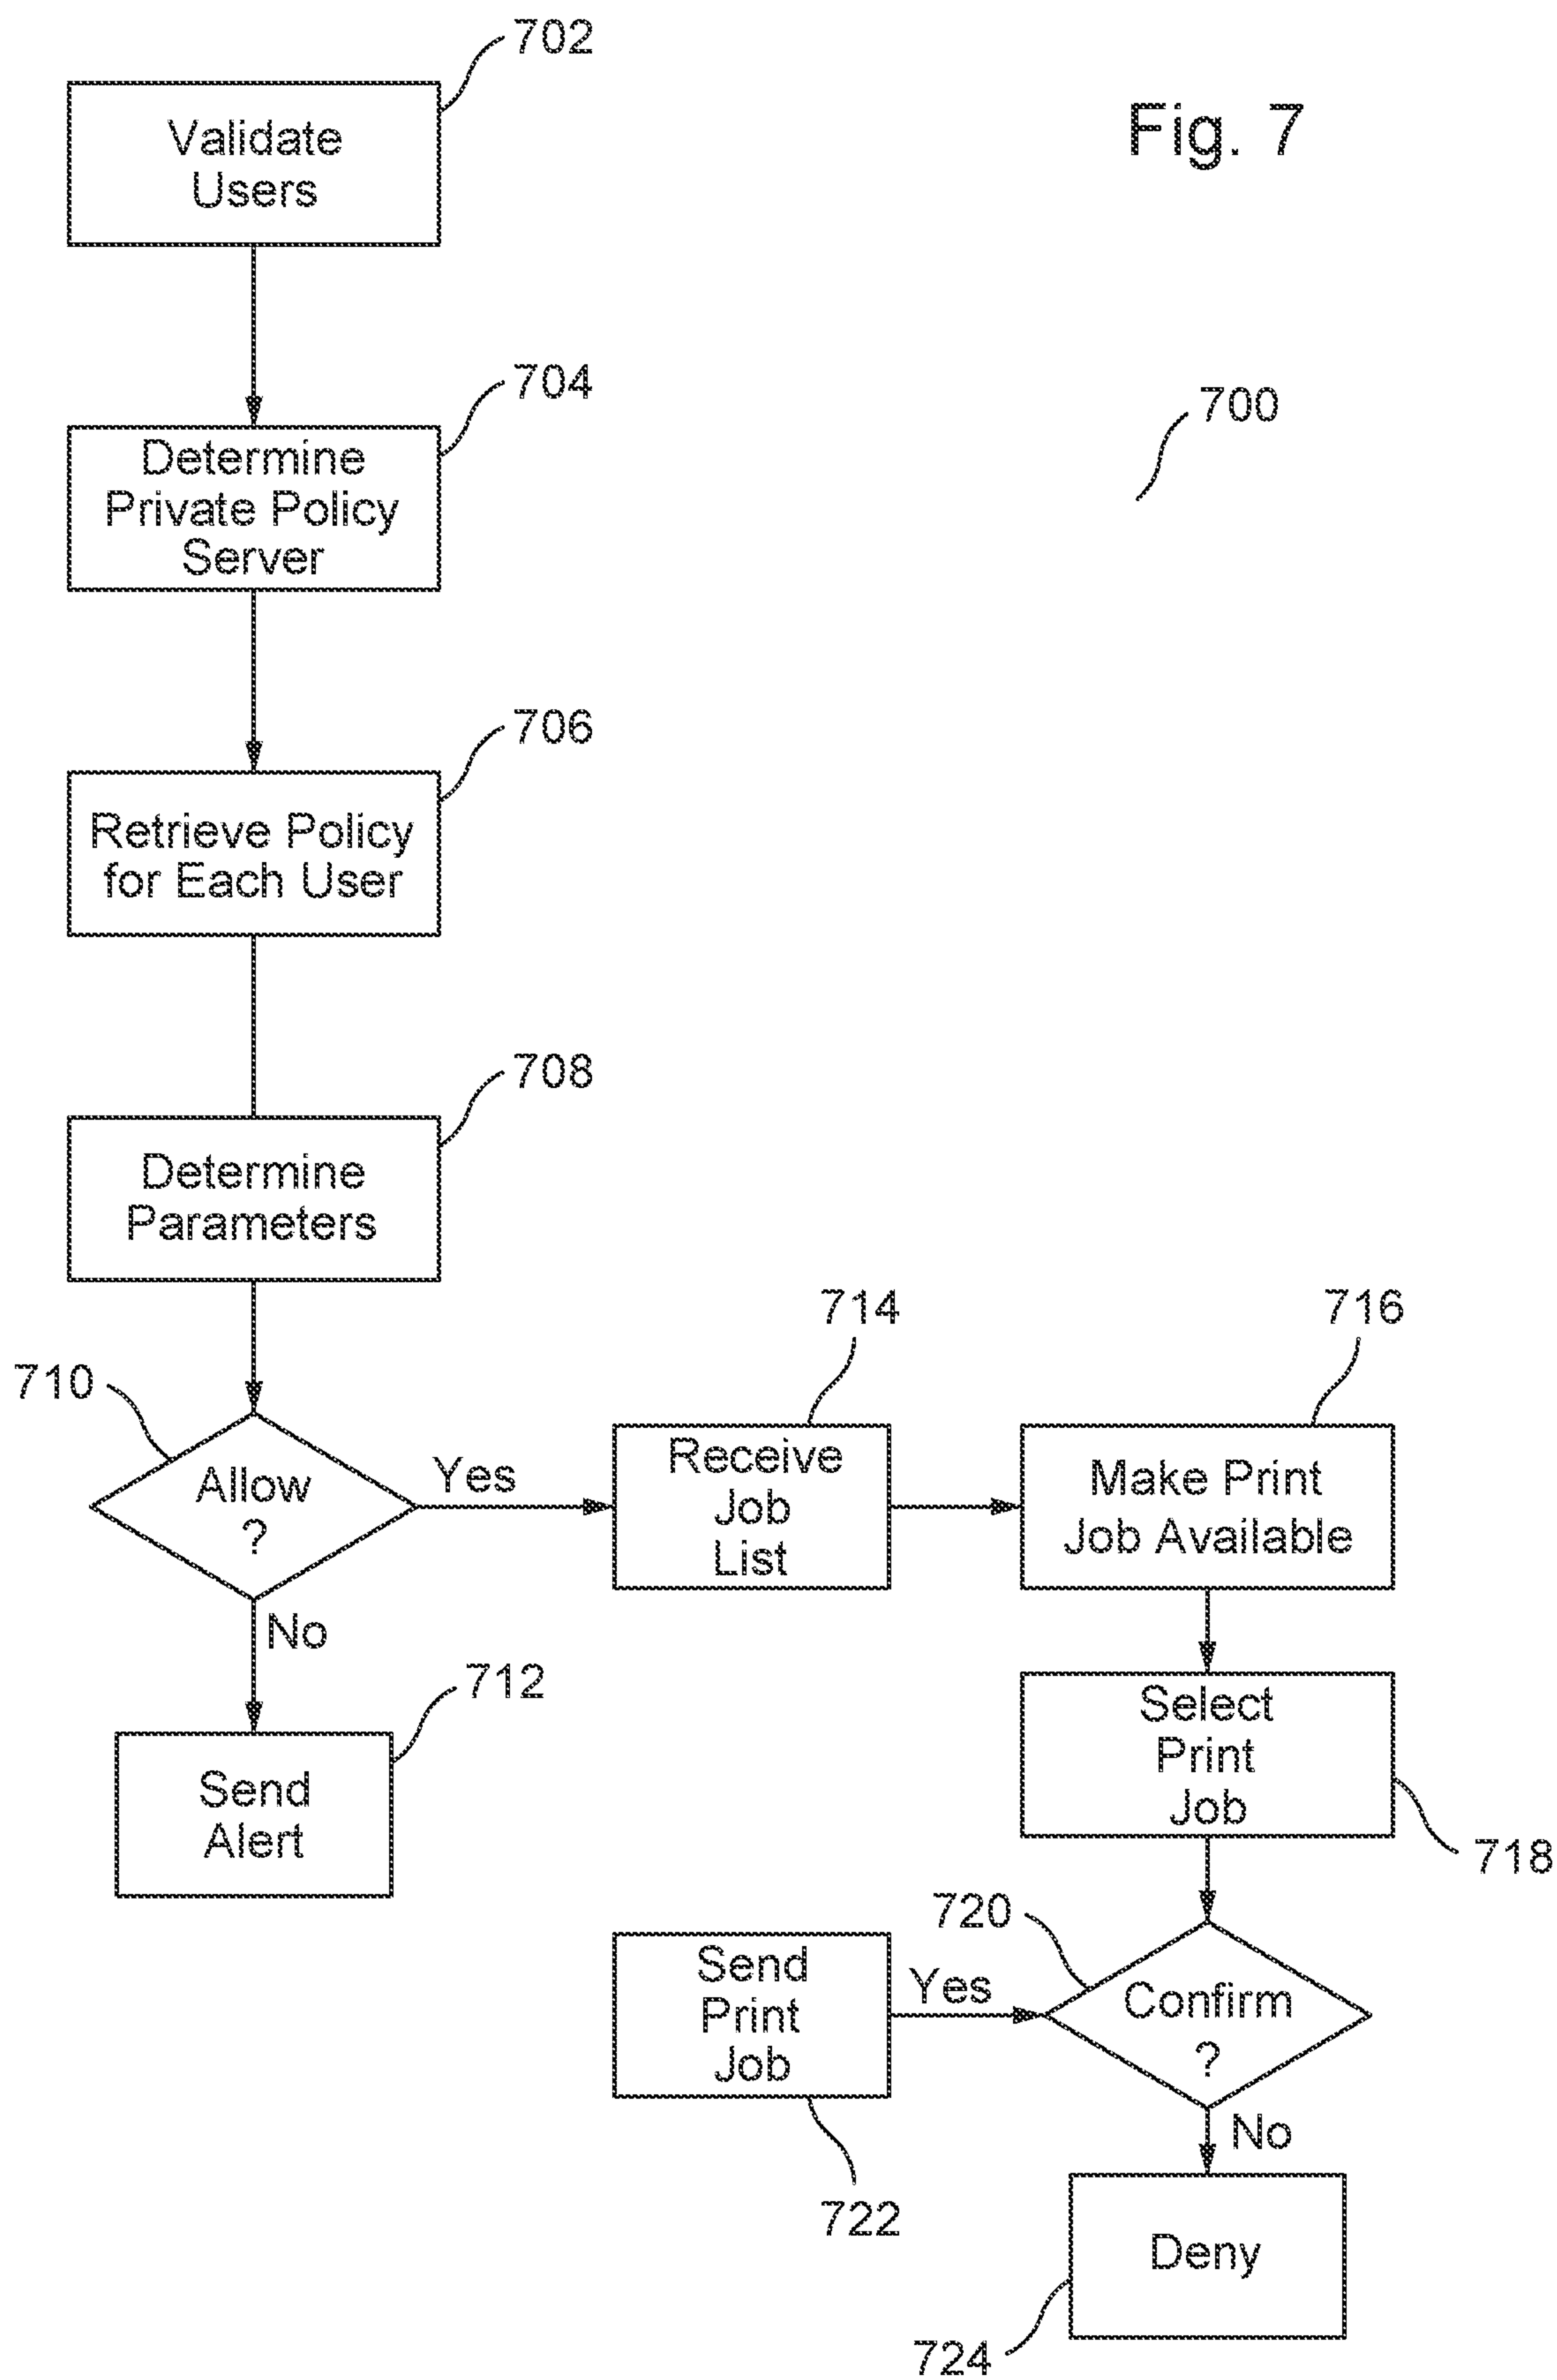 702
Validate
Users
Fig. 7
704
Determine
Private Policy
Server
700
706
Retrieve Policy
for Each User
708
Determine
Parameters
710
Allow
?
Yes
No
712
Send
Alert
714
Receive
Job
List
716
Make Print
Job Available
Select
Print
Job
718
720
Confirm
?
Yes
Send
Print
Job
722
No
Deny
724